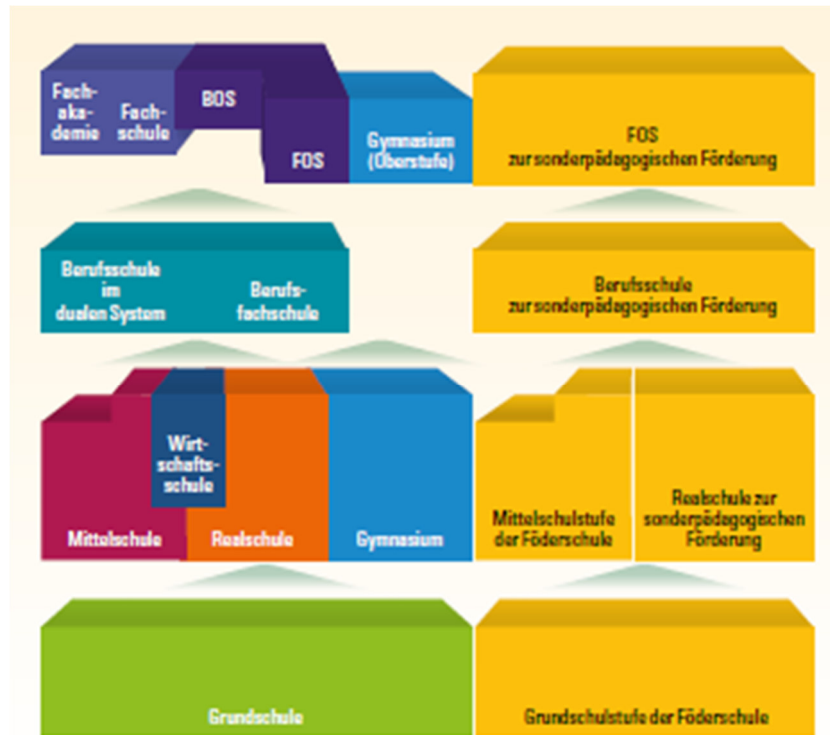 Fach-
aka-
demie
Fach-
schule
BOS
FOS
Gymnasium
(Oberstufe)
FOS
zur sonderpädagogischen Förderung
Berufsschule
im
dualen System
Berufs-
fachschule
Berufsschule
zur sonderpädagogischen Förderung
Mittelschule
Wirt-
schafts-
schule
Realschule
Gymnasium
Mittelschulstufe
der Föderschule
Realschule zur
sonderpädagogischen
Förderung
Grundschule
Grundschulstufe der Föderschule